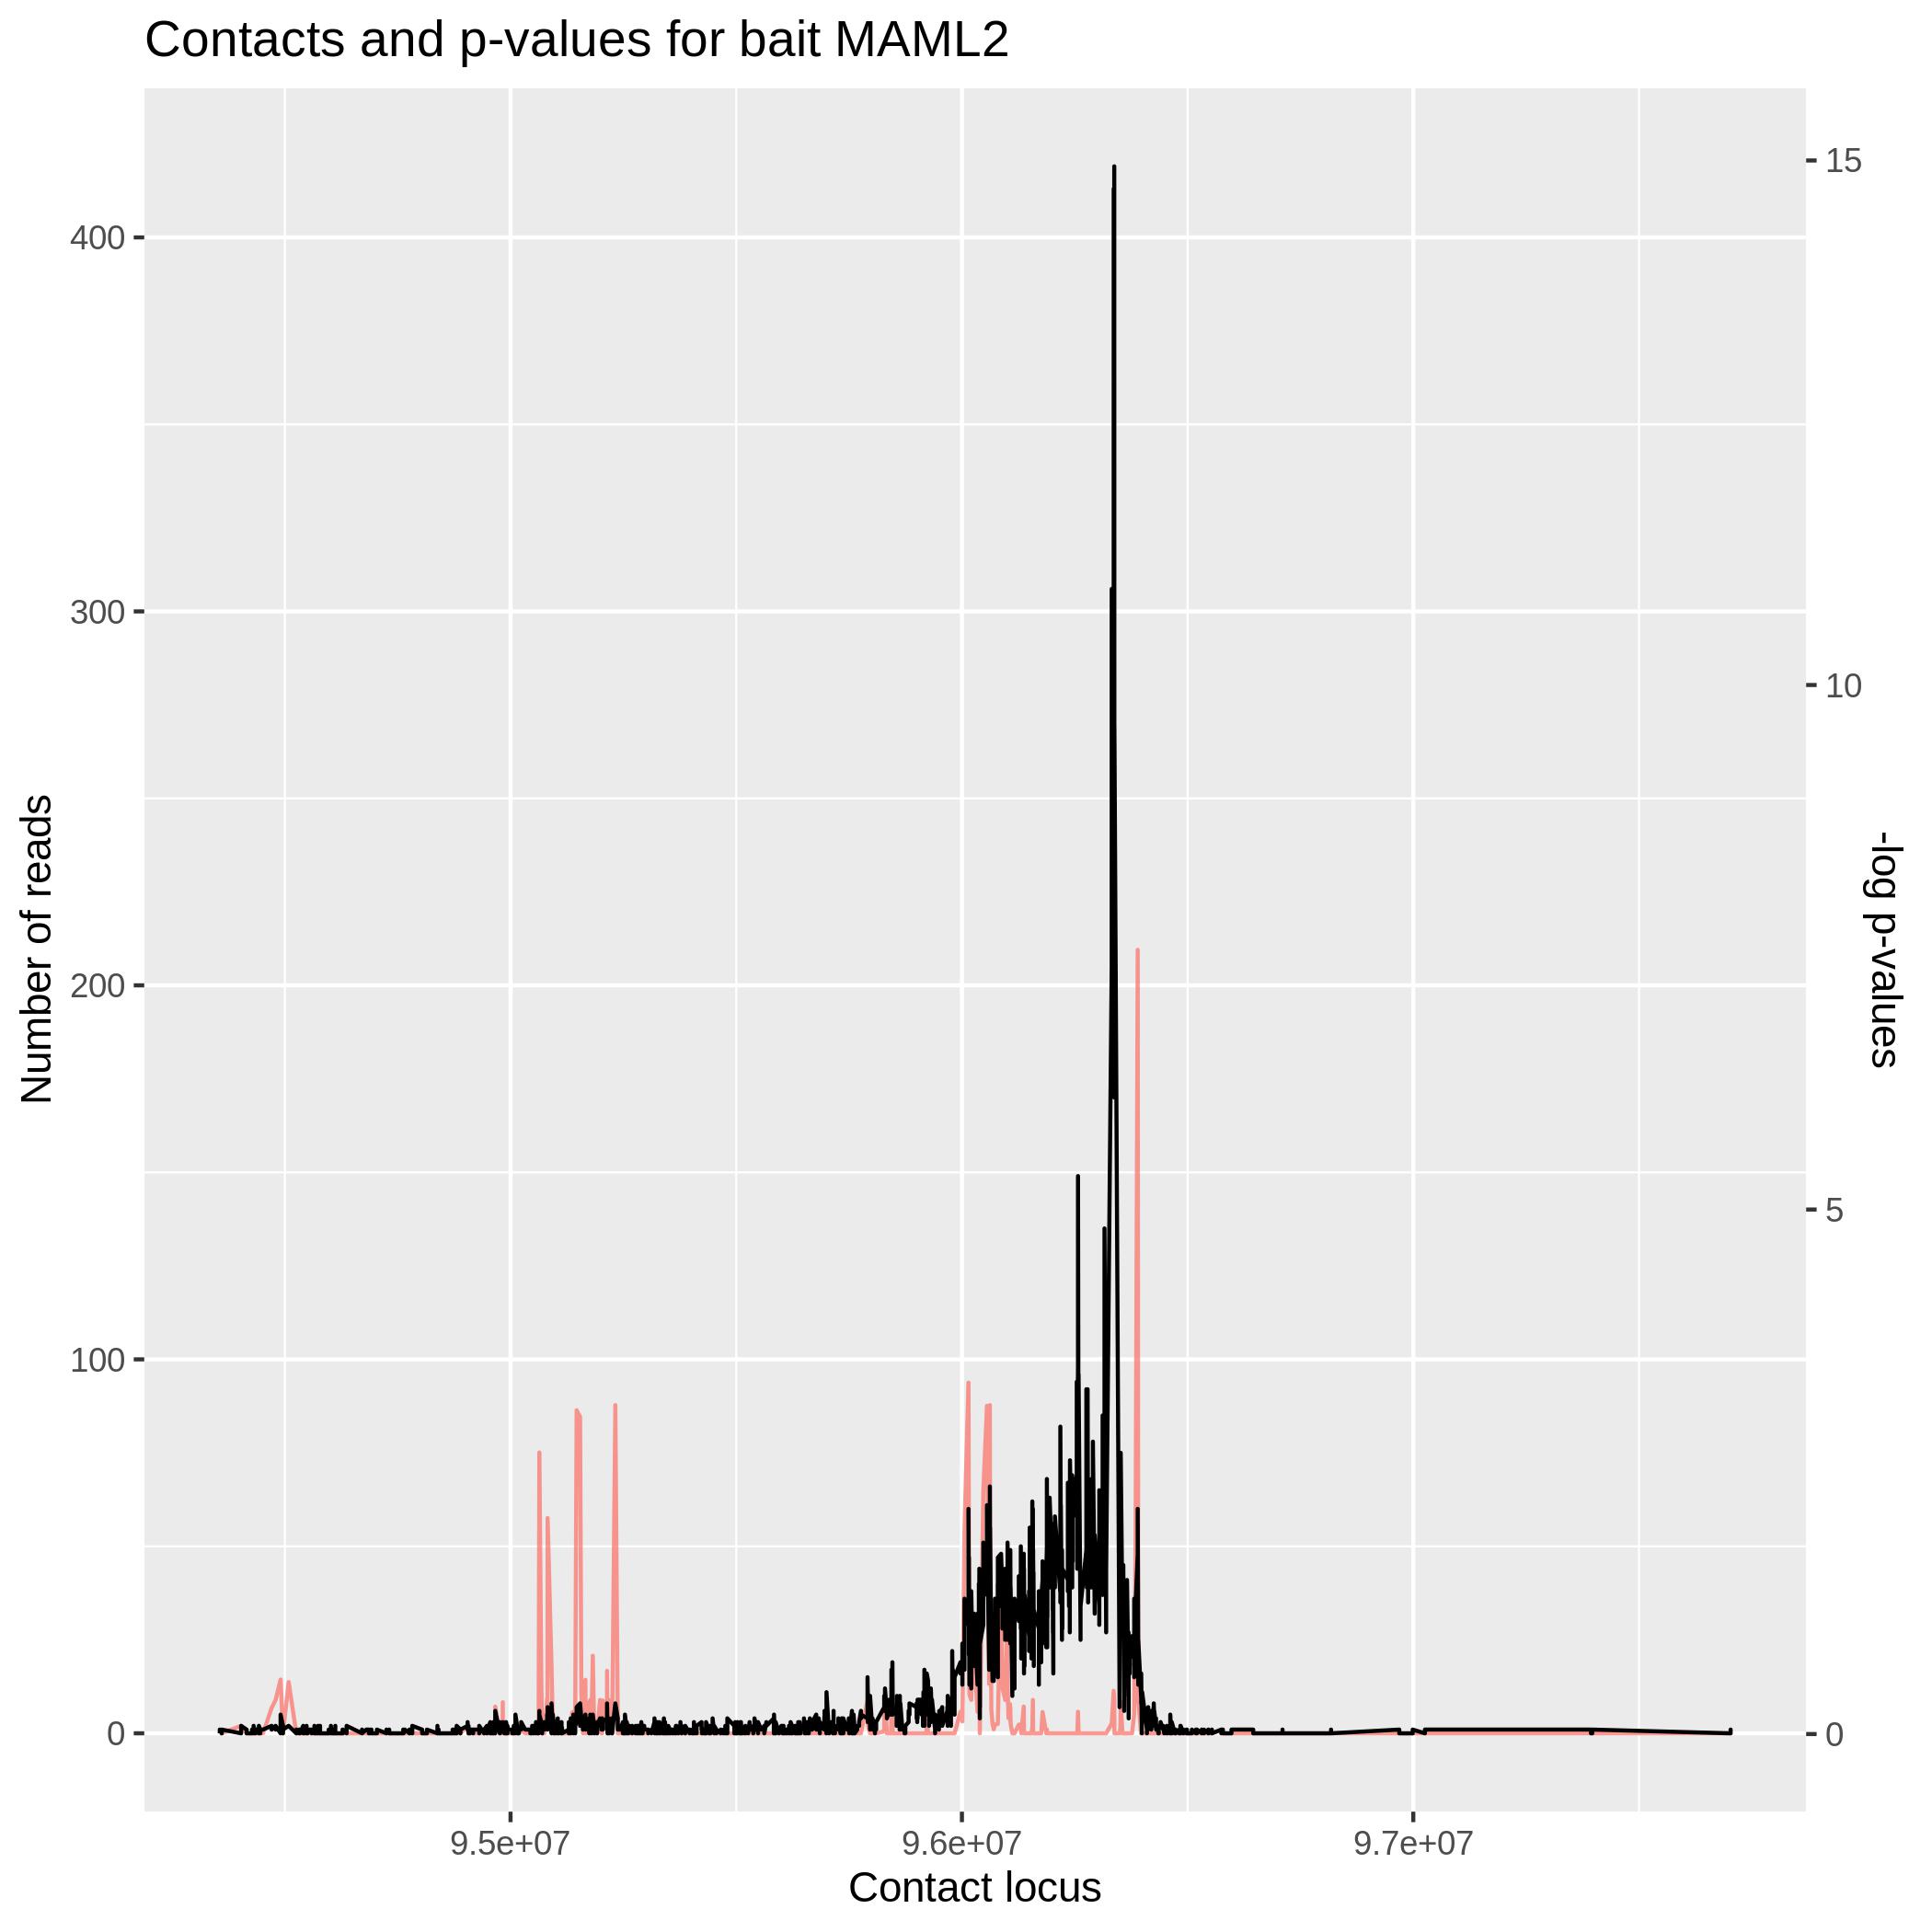 Contacts and p-values for bait MAML2
Number of reads
400
300
200
100
0
15
10
5
0
-log p-values
9.5e+07
9.6e+07
9.7e+07
Contact locus